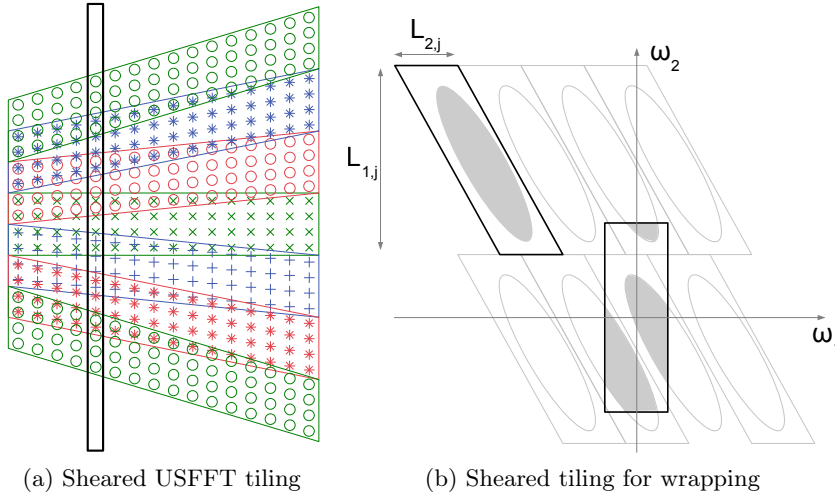 L2,j
ω2
L1,j
ω
(a) Sheared USFFT tiling
(b) Sheared tiling for wrapping